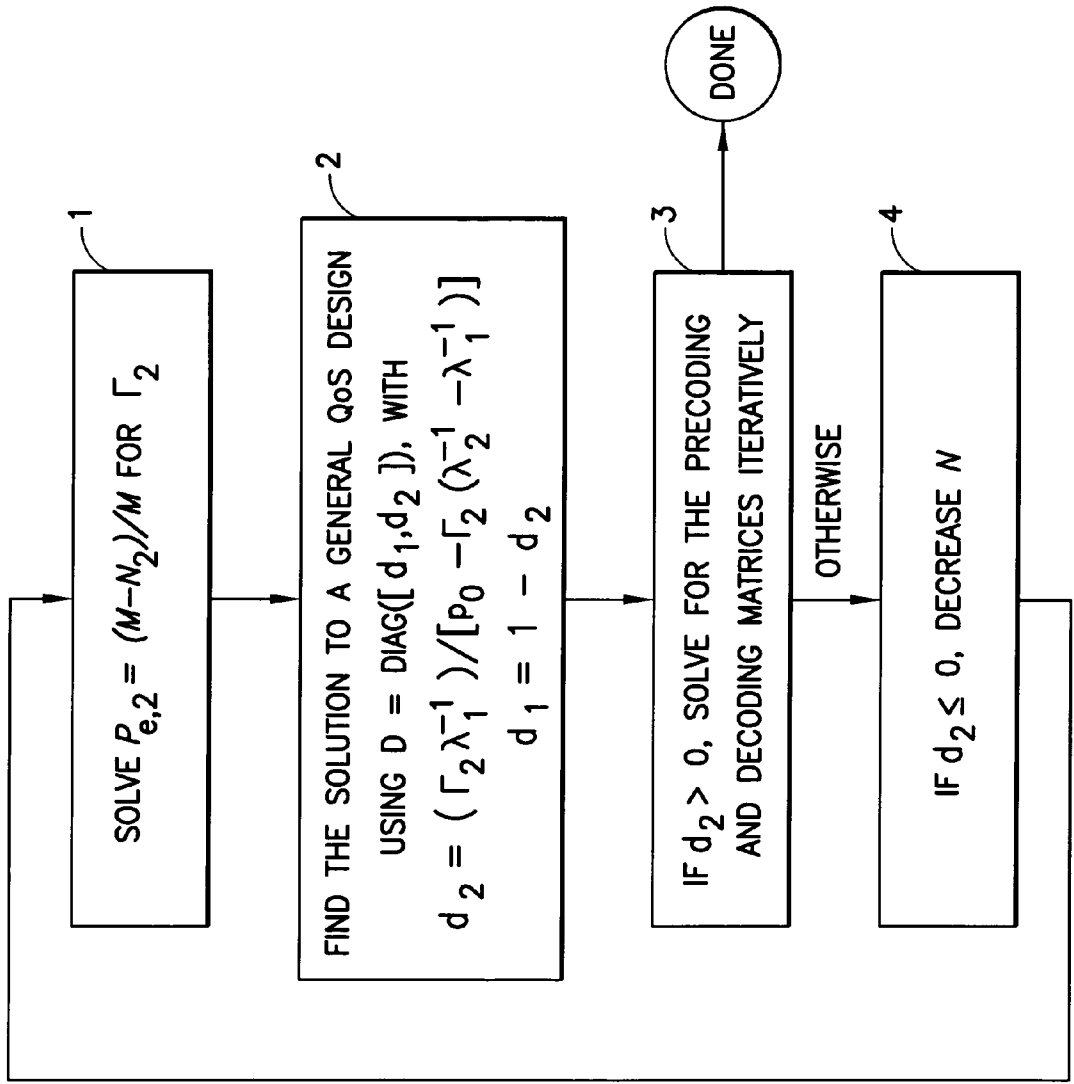 1
SOLVE P_{e,2} = (M−N_2)/M FOR Γ_2
2
FIND THE SOLUTION TO A GENERAL QoS DESIGN
USING D = DIAG([d_1,d_2]), WITH
d_2 = (Γ_2 λ_1^{−1})/[P_0 −Γ_2 (λ_2^{−1} −λ_1^{−1})]
d_1 = 1 − d_2
3
IF d_2 > 0, SOLVE FOR THE PRECODING
AND DECODING MATRICES ITERATIVELY
DONE
OTHERWISE
4
IF d_2 ≤ 0, DECREASE N